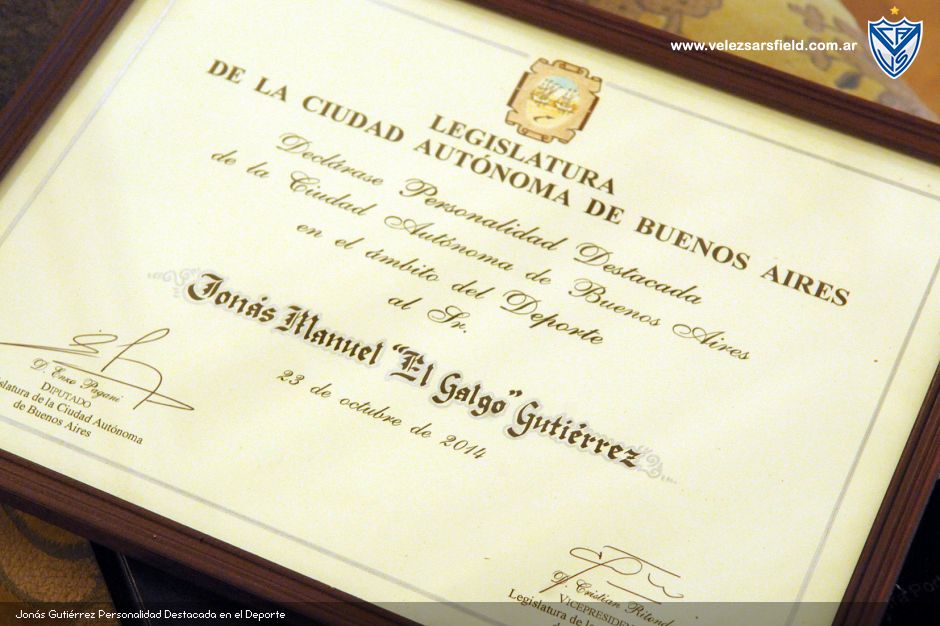 www.velezsarsfield.com.ar
LEGISLATURA
DE LA CIUDAD AUTÓNOMA DE BUENOS AIRES
Declárase Personalidad Destacada
de la Ciudad Autónoma de Buenos Aires
en el ámbito del Deporte
al Sr.
Jonás Manuel "El Galgo" Gutiérrez
23 de octubre de 2014
D. Enzo Pagani
DIPUTADO
de la Ciudad Autónoma
de Buenos Aires
D. Cristian Ritond
VICEPRESIDEN
Legislatura de la
Jonás Gutiérrez Personalidad Destacada en el Deporte